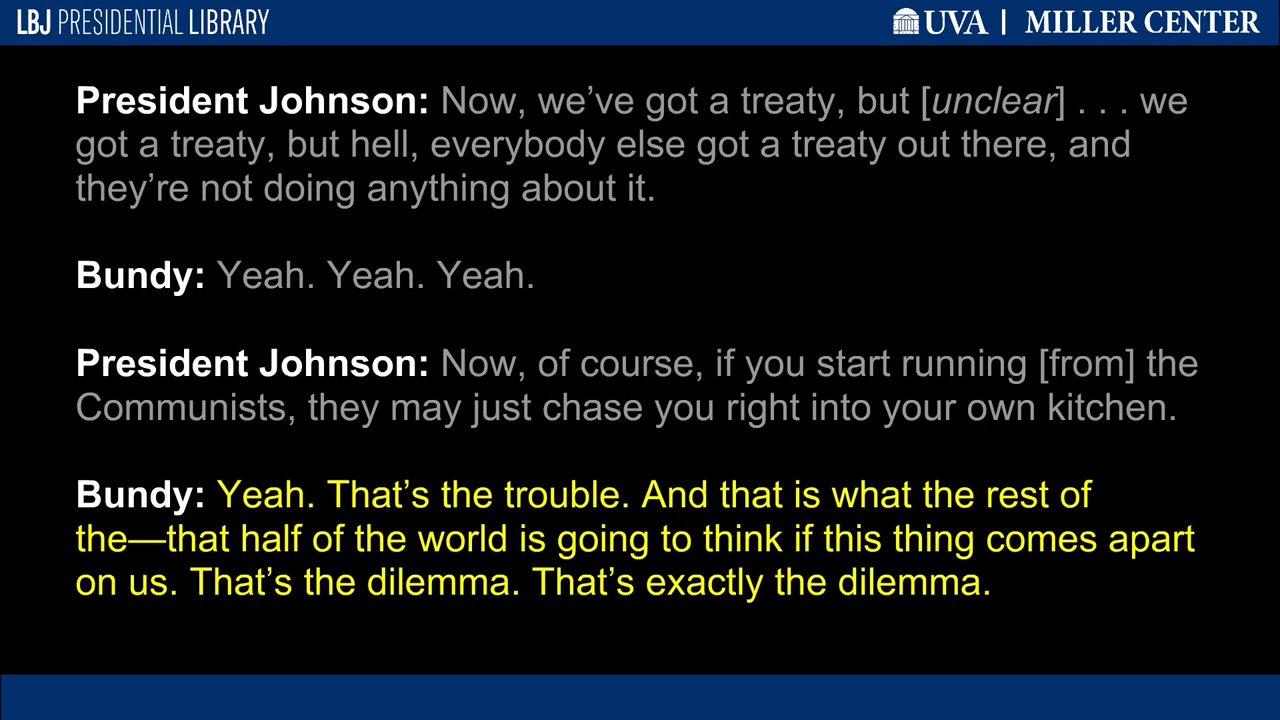 LBJ PRESIDENTIAL LIBRARY
UVA | MILLER CENTER
President Johnson: Now, we’ve got a treaty, but [unclear] . . . we
got a treaty, but hell, everybody else got a treaty out there, and
they’re not doing anything about it.
Bundy: Yeah. Yeah. Yeah.
President Johnson: Now, of course, if you start running [from] the
Communists, they may just chase you right into your own kitchen.
Bundy: Yeah. That’s the trouble. And that is what the rest of
the—that half of the world is going to think if this thing comes apart
on us. That’s the dilemma. That’s exactly the dilemma.